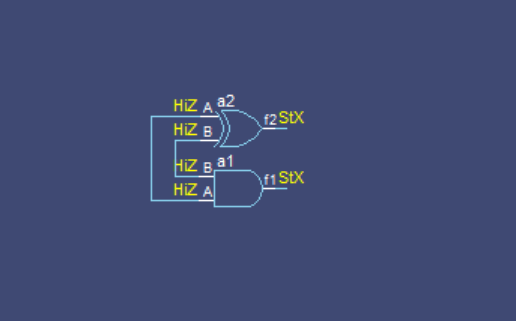 HiZ A a2
f2 StX
HiZ B
HiZ B a1
f1 StX
HiZ A